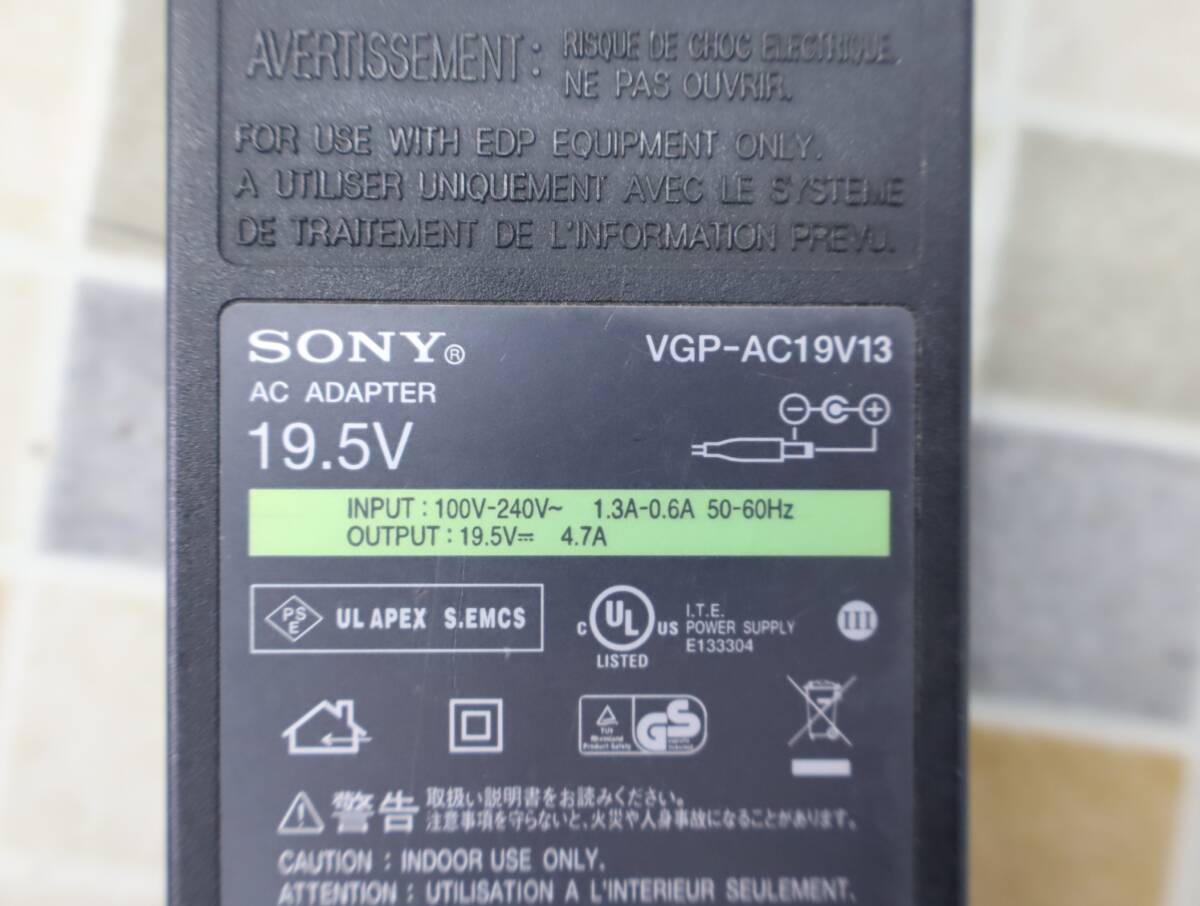 AVERTISSEMENT: RISQUE DE CHOC ELECTRIQUE.
NE PAS OUVRIR.
FOR USE WITH EDP EQUIPMENT ONLY.
A UTILISER UNIQUEMENT AVEC LE SYSTEME
DE TRAITEMENT DE L'INFORMATION PREVU.
SONY® VGP-AC19V13
AC ADAPTER
19.5V
INPUT : 100V-240V~ 1.3A-0.6A 50-60Hz
OUTPUT : 19.5V⎓ 4.7A
PSE UL APEX S.EMCS
C UL US LISTED
I.T.E.
POWER SUPPLY
E133304
III
TÜV
Rheinland
Product Safety
GS
警告 取扱い説明書をお読みください。
注意事項を守らないと、火災や人身事故になることがあります。
CAUTION : INDOOR USE ONLY.
ATTENTION : UTILISATION A L'INTERIEUR SEULEMENT.